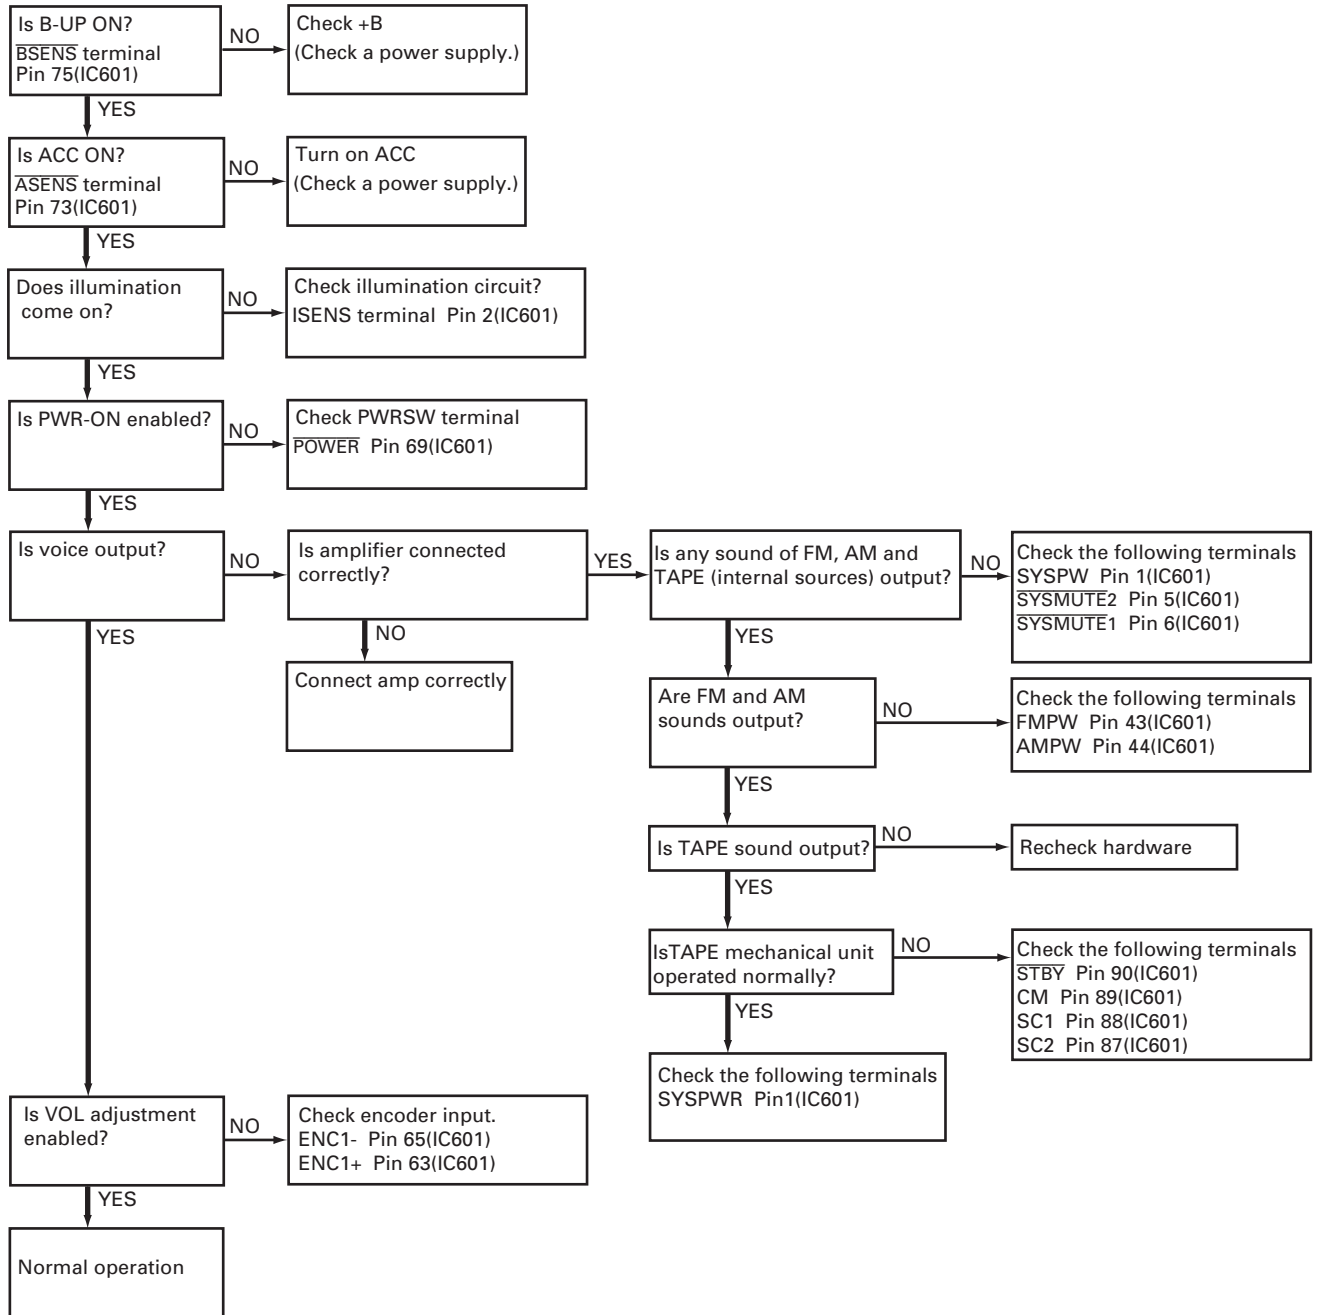 Is B-UP ON?
BSENS terminal
Pin 75(IC601)
NO
Check +B
(Check a power supply.)
YES
Is ACC ON?
ASENS terminal
Pin 73(IC601)
NO
Turn on ACC
(Check a power supply.)
YES
Does illumination
come on?
NO
Check illumination circuit?
ISENS terminal Pin 2(IC601)
YES
Is PWR-ON enabled?
NO
Check PWRSW terminal
POWER Pin 69(IC601)
YES
Is voice output?
NO
Is amplifier connected
correctly?
YES
Is any sound of FM, AM and
TAPE (internal sources) output?
NO
Check the following terminals
SYSPW Pin 1(IC601)
SYSMUTE2 Pin 5(IC601)
SYSMUTE1 Pin 6(IC601)
YES
NO
YES
Connect amp correctly
Are FM and AM
sounds output?
NO
Check the following terminals
FMPW Pin 43(IC601)
AMPW Pin 44(IC601)
YES
Is TAPE sound output?
NO
Recheck hardware
YES
IsTAPE mechanical unit
operated normally?
NO
Check the following terminals
STBY Pin 90(IC601)
CM Pin 89(IC601)
SC1 Pin 88(IC601)
SC2 Pin 87(IC601)
YES
Check the following terminals
SYSPWR Pin1(IC601)
Is VOL adjustment
enabled?
NO
Check encoder input.
ENC1- Pin 65(IC601)
ENC1+ Pin 63(IC601)
YES
Normal operation